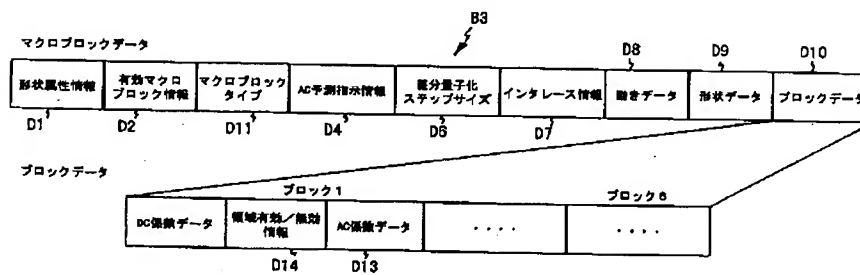 B3
マクロブロックデータ
D8
D9
D10
形状属性情報
有効マクロ
ブロック情報
マクロブロック
タイプ
AC予測指示情報
差分量子化
ステップサイズ
インタレース情報
動きデータ
形状データ
ブロックデータ
D1
D2
D11
D4
D6
D7
ブロックデータ
ブロック1
ブロック6
DC係数データ
領域有効/無効
情報
AC係数データ
・・・・
・・・・
D14
D13